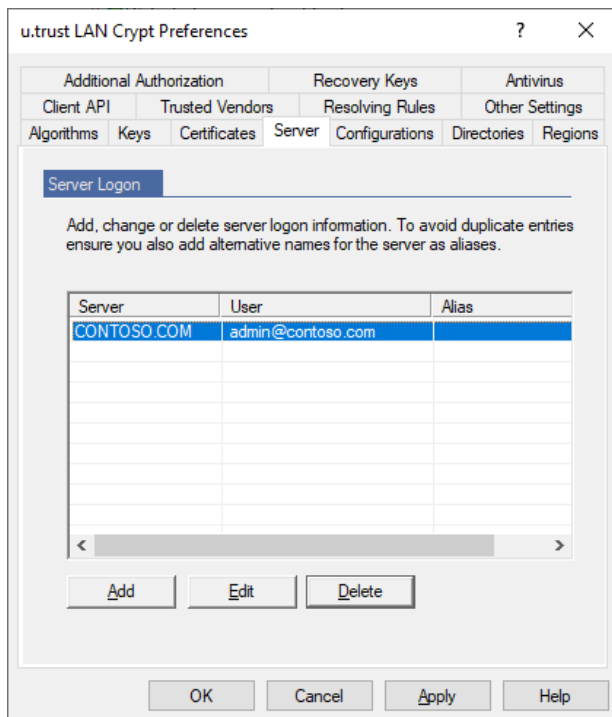 u.trust LAN Crypt Preferences
?
Additional Authorization Recovery Keys Antivirus
Client API Trusted Vendors Resolving Rules Other Settings
Algorithms Keys Certificates Server Configurations Directories Regions
Server Logon
Add, change or delete server logon information. To avoid duplicate entries
ensure you also add alternative names for the server as aliases.
Server User Alias
CONTOSO.COM admin@contoso.com
Add Edit Delete
OK Cancel Apply Help